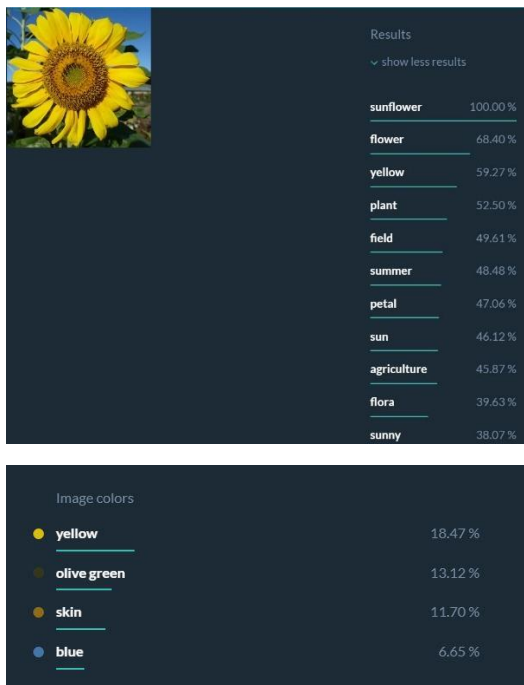 Results
show less results
sunflower 100.00 %
flower 68.40 %
yellow 59.27 %
plant 52.50 %
field 49.61 %
summer 48.48 %
petal 47.06 %
sun 46.12 %
agriculture 45.87 %
flora 39.63 %
sunny 38.07 %
Image colors
yellow 18.47 %
olive green 13.12 %
skin 11.70 %
blue 6.65 %